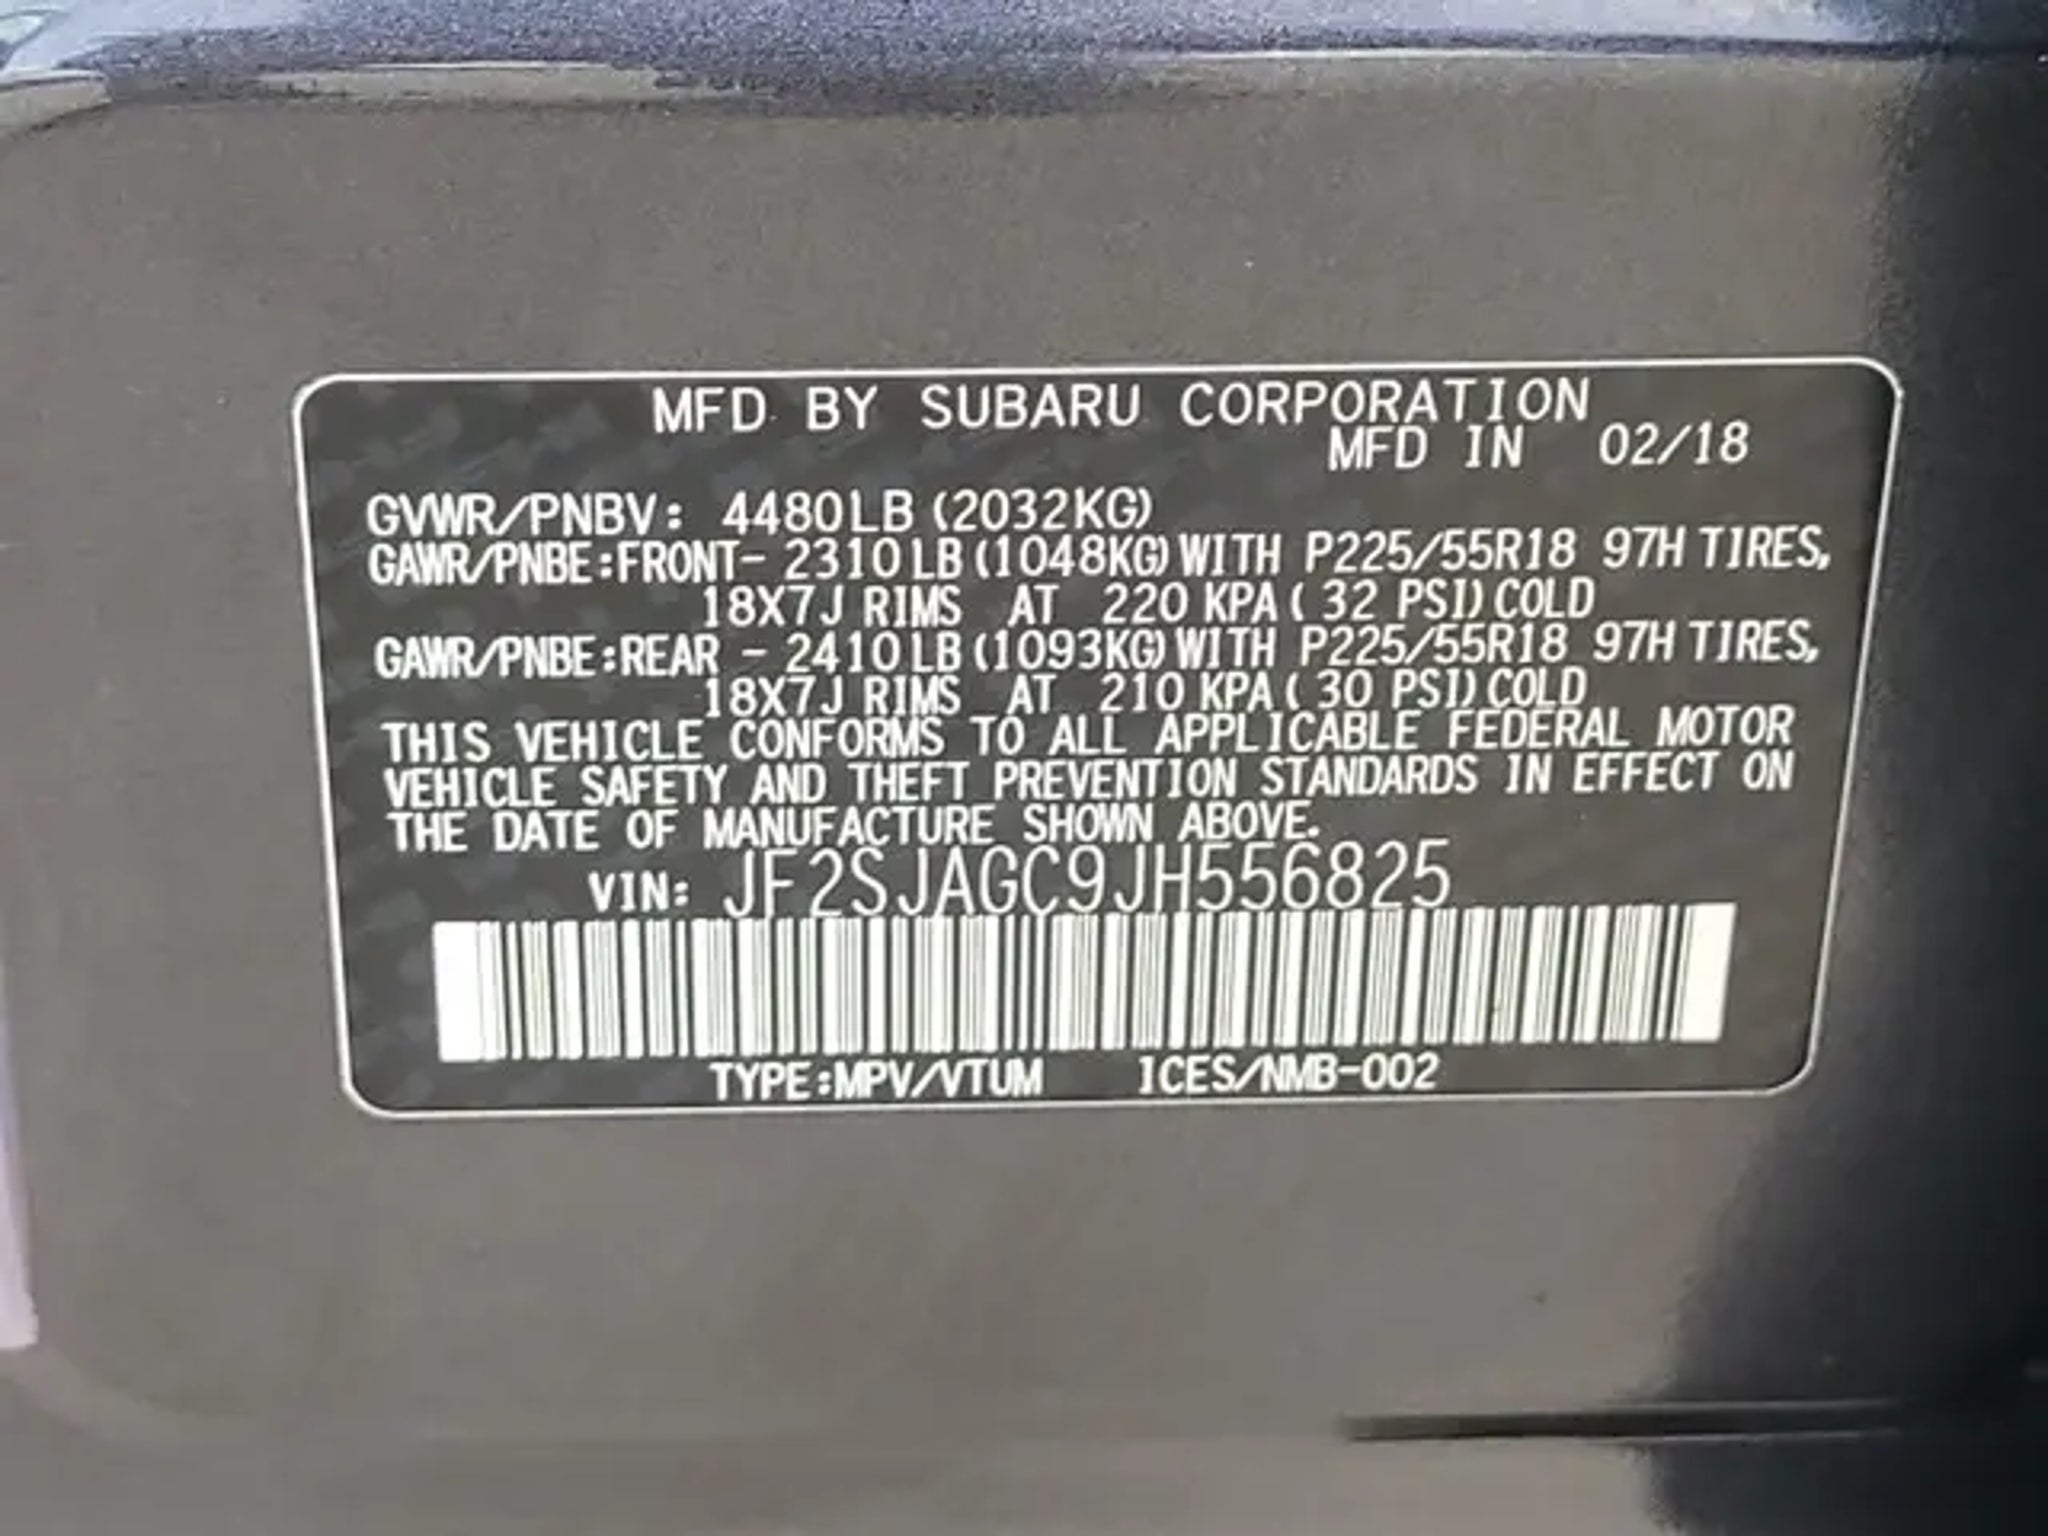 MFD BY SUBARU CORPORATION
MFD IN 02/18
GVWR/PNBV: 4480LB (2032KG)
GAWR/PNBE:FRONT- 2310LB (1048KG) WITH P225/55R18 97H TIRES,
18X7J RIMS AT 220 KPA ( 32 PSI) COLD
GAWR/PNBE:REAR - 2410LB (1093KG) WITH P225/55R18 97H TIRES,
18X7J RIMS AT 210 KPA ( 30 PSI) COLD
THIS VEHICLE CONFORMS TO ALL APPLICABLE FEDERAL MOTOR
VEHICLE SAFETY AND THEFT PREVENTION STANDARDS IN EFFECT ON
THE DATE OF MANUFACTURE SHOWN ABOVE.
VIN: JF2SJAGC9JH556825
TYPE:MPV/VTUM ICES/NMB-002